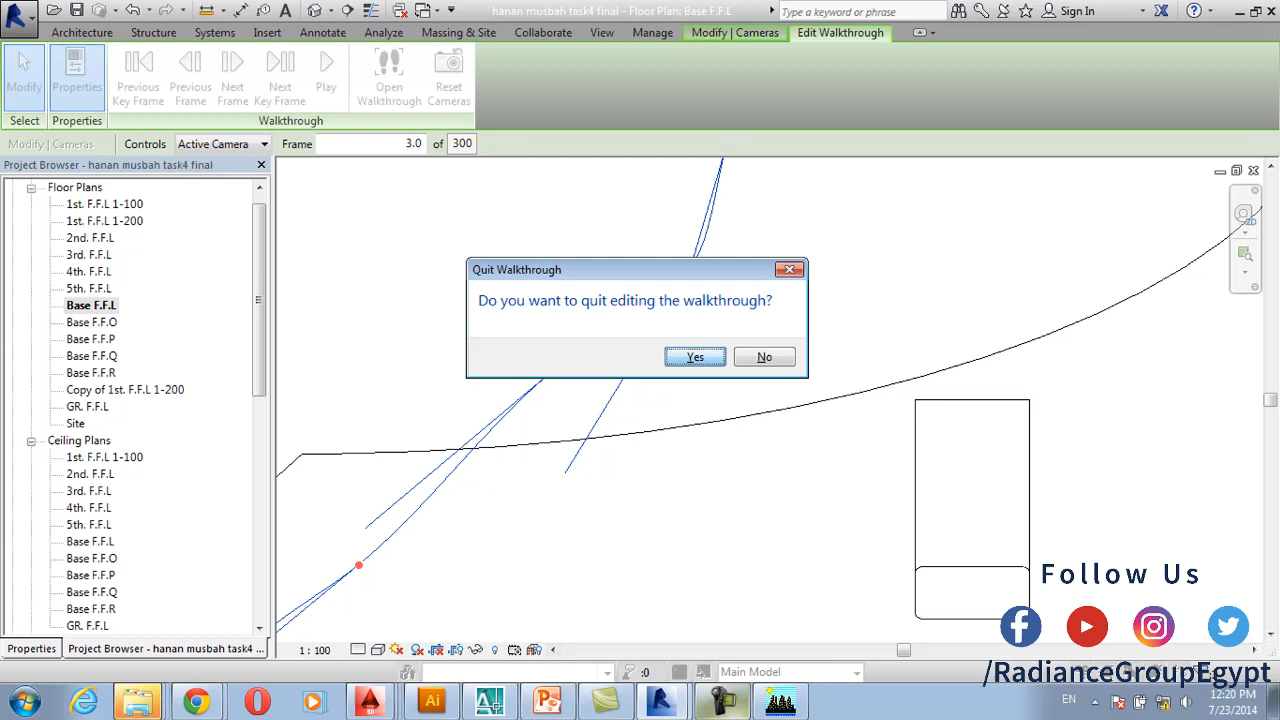 hanan musbah task4 final - Floor Plan: Base F.F.L
Type a keyword or phrase
Sign In
Architecture Structure Systems Insert Annotate Analyze Massing & Site Collaborate View Manage Modify | Cameras Edit Walkthrough
Modify
Properties
Previous Key Frame
Previous Frame
Next Frame
Next Key Frame
Play
Open Walkthrough
Reset Cameras
Select Properties Walkthrough
Modify | Cameras Controls Active Camera Frame 3.0 of 300
Project Browser - hanan musbah task4 final
Floor Plans
1st. F.F.L 1-100
1st. F.F.L 1-200
2nd. F.F.L
3rd. F.F.L
4th. F.F.L
5th. F.F.L
Base F.F.L
Base F.F.O
Base F.F.P
Base F.F.Q
Base F.F.R
Copy of 1st. F.F.L 1-200
GR. F.F.L
Site
Ceiling Plans
1st. F.F.L 1-100
2nd. F.F.L
3rd. F.F.L
4th. F.F.L
5th. F.F.L
Base F.F.L
Base F.F.O
Base F.F.P
Base F.F.Q
Base F.F.R
GR. F.F.L
Quit Walkthrough
Do you want to quit editing the walkthrough?
Yes No
Follow Us
/RadianceGroupEgypt
Properties Project Browser - hanan musbah task4 ...
1 : 100
:0 Main Model
EN
12:20 PM
7/23/2014